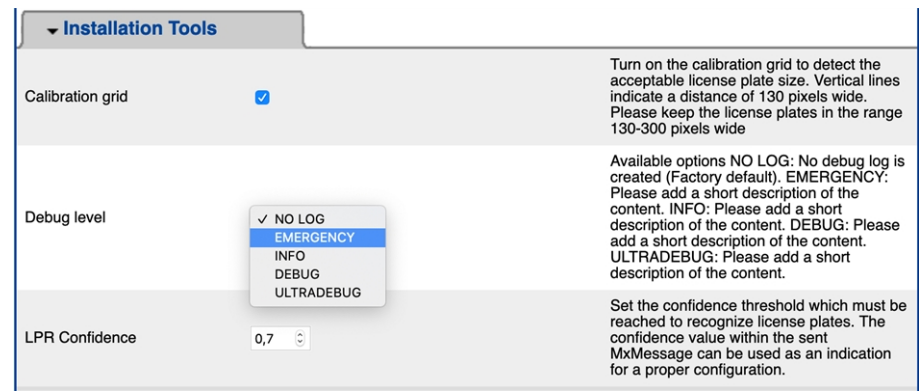 Installation Tools
Calibration grid
Turn on the calibration grid to detect the
acceptable license plate size. Vertical lines
indicate a distance of 130 pixels wide.
Please keep the license plates in the range
130-300 pixels wide
Debug level
✓ NO LOG
EMERGENCY
INFO
DEBUG
ULTRADEBUG
Available options NO LOG: No debug log is
created (Factory default). EMERGENCY:
Please add a short description of the
content. INFO: Please add a short
description of the content. DEBUG: Please
add a short description of the content.
ULTRADEBUG: Please add a short
description of the content.
LPR Confidence
0,7
Set the confidence threshold which must be
reached to recognize license plates. The
confidence value within the sent
MxMessage can be used as an indication
for a proper configuration.